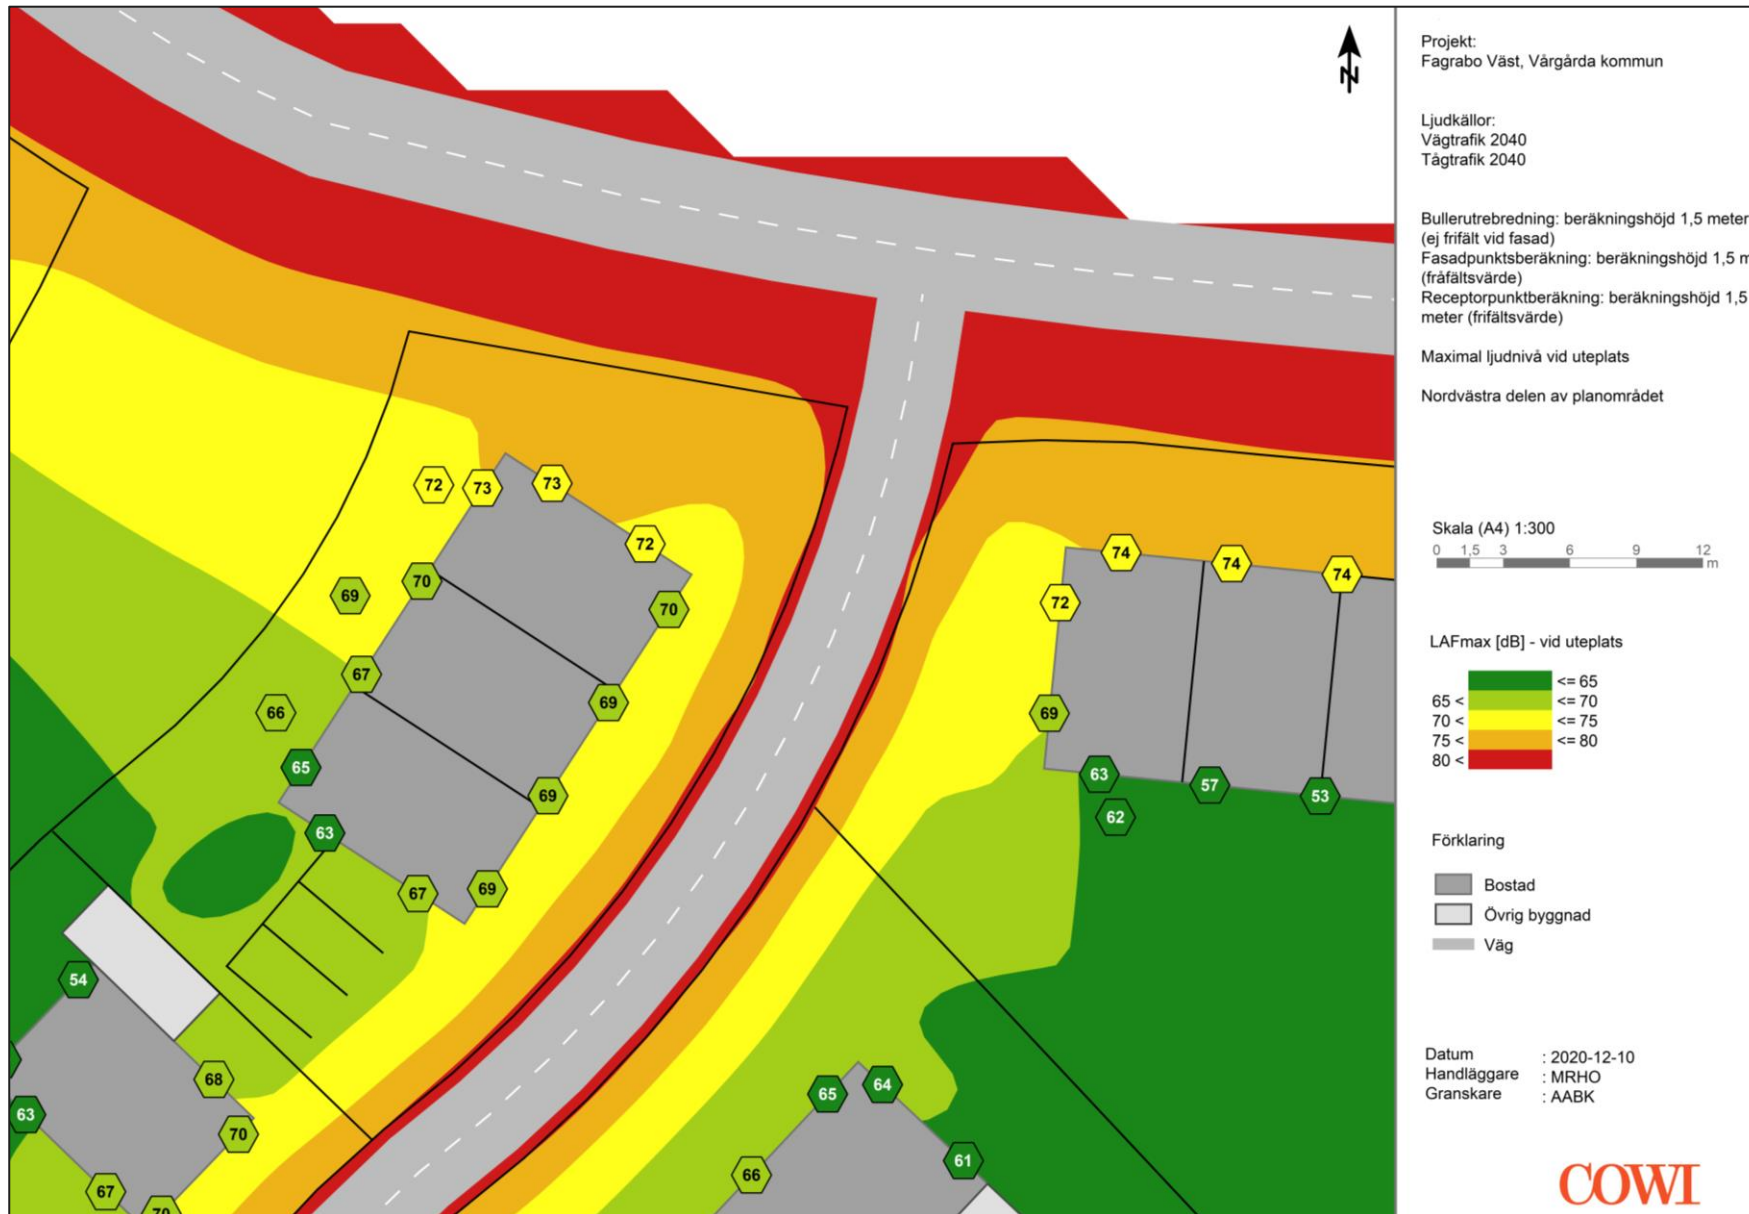 N
Projekt:
Fagrabo Väst, Vårgårda kommun
Ljudkällor:
Vägtrafik 2040
Tågtrafik 2040
Bullerutrebredning: beräkningshöjd 1,5 meter
(ej frifält vid fasad)
Fasadpunktsberäkning: beräkningshöjd 1,5 m
(fråfältsvärde)
Receptorpunktberäkning: beräkningshöjd 1,5
meter (frifältsvärde)
Maximal ljudnivå vid uteplats
Nordvästra delen av planområdet
Skala (A4) 1:300
0 1,5 3 6 9 12
m
LAFmax [dB] - vid uteplats
<= 65
65 < <= 70
70 < <= 75
75 < <= 80
80 <
Förklaring
Bostad
Övrig byggnad
Väg
Datum : 2020-12-10
Handläggare : MRHO
Granskare : AABK
COWI
72 73 73
72
70
69
70
67
69
66
65
69
63
67 69
54
68
63
70
67
70
74 74 74
72
69
63 57 53
62
65 64
66 61